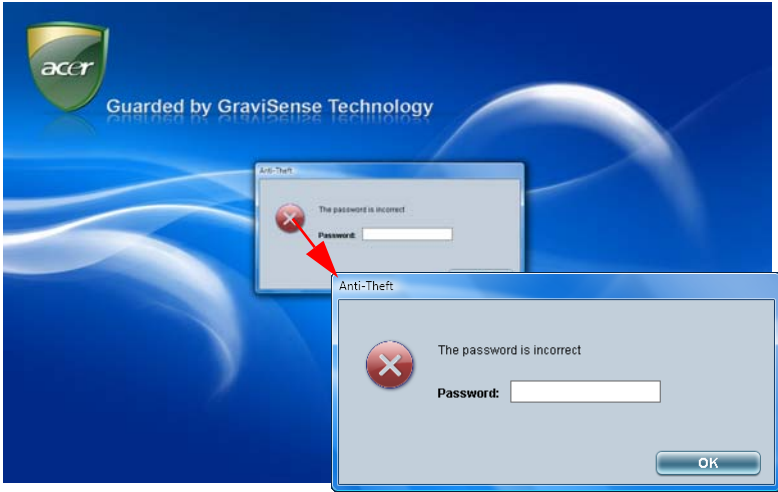 acer
Guarded by GraviSense Technology
Anti-Theft
The password is incorrect
Password:
Anti-Theft
The password is incorrect
Password:
OK